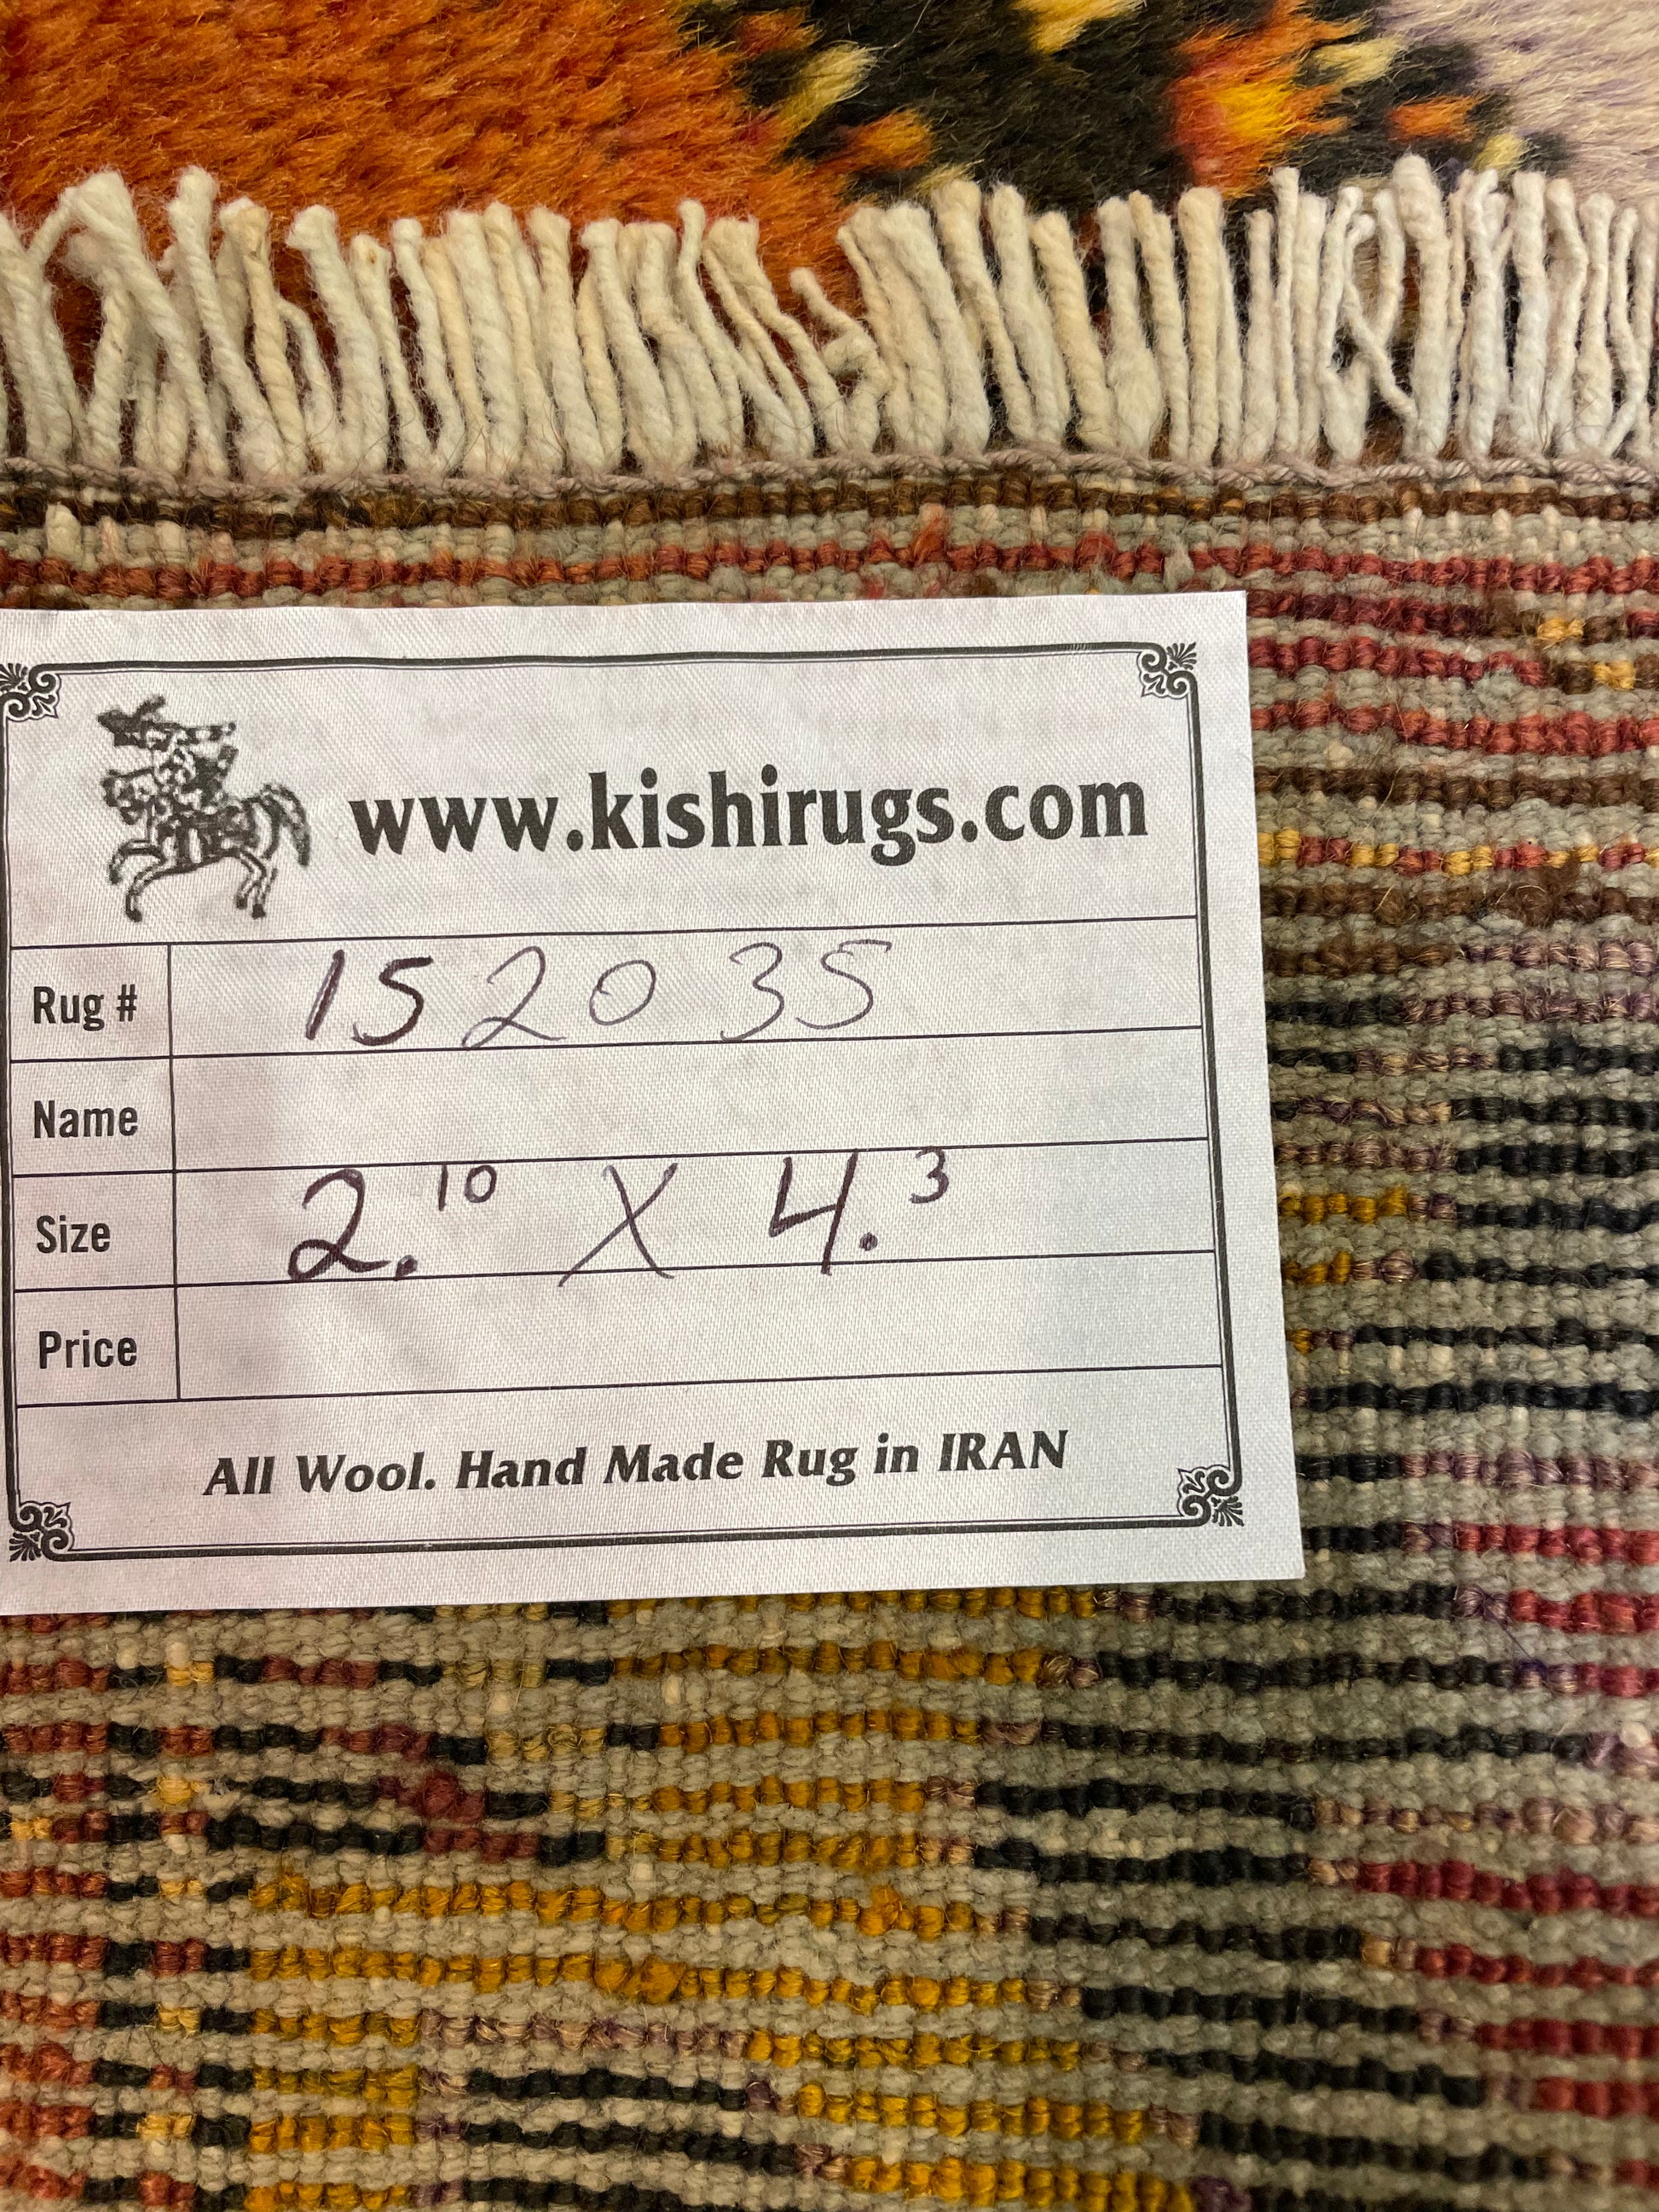 www.kishirugs.com
Rug # 152035
Name
Size 2.10 X 4.3
Price
All Wool. Hand Made Rug in IRAN